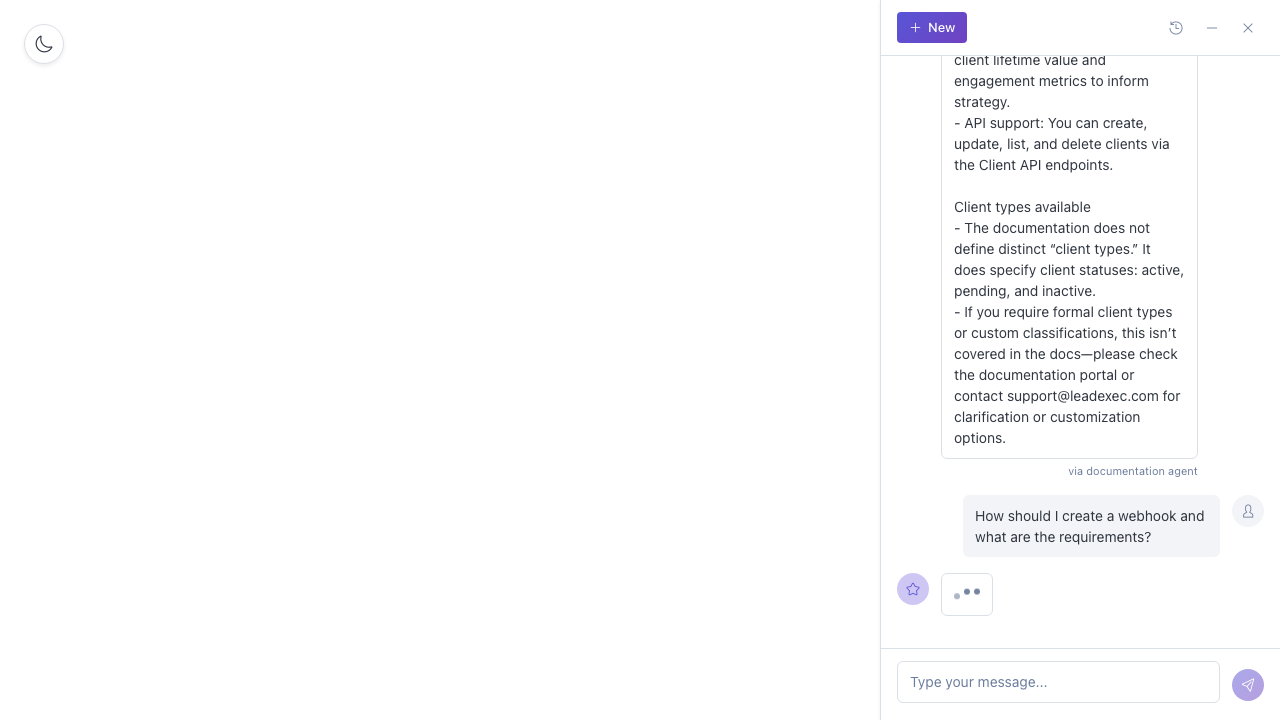 New
client lifetime value and
engagement metrics to inform
strategy.
- API support: You can create,
update, list, and delete clients via
the Client API endpoints.
Client types available
- The documentation does not
define distinct “client types.” It
does specify client statuses: active,
pending, and inactive.
- If you require formal client types
or custom classifications, this isn’t
covered in the docs—please check
the documentation portal or
contact support@leadexec.com for
clarification or customization
options.
via documentation agent
How should I create a webhook and
what are the requirements?
Type your message...